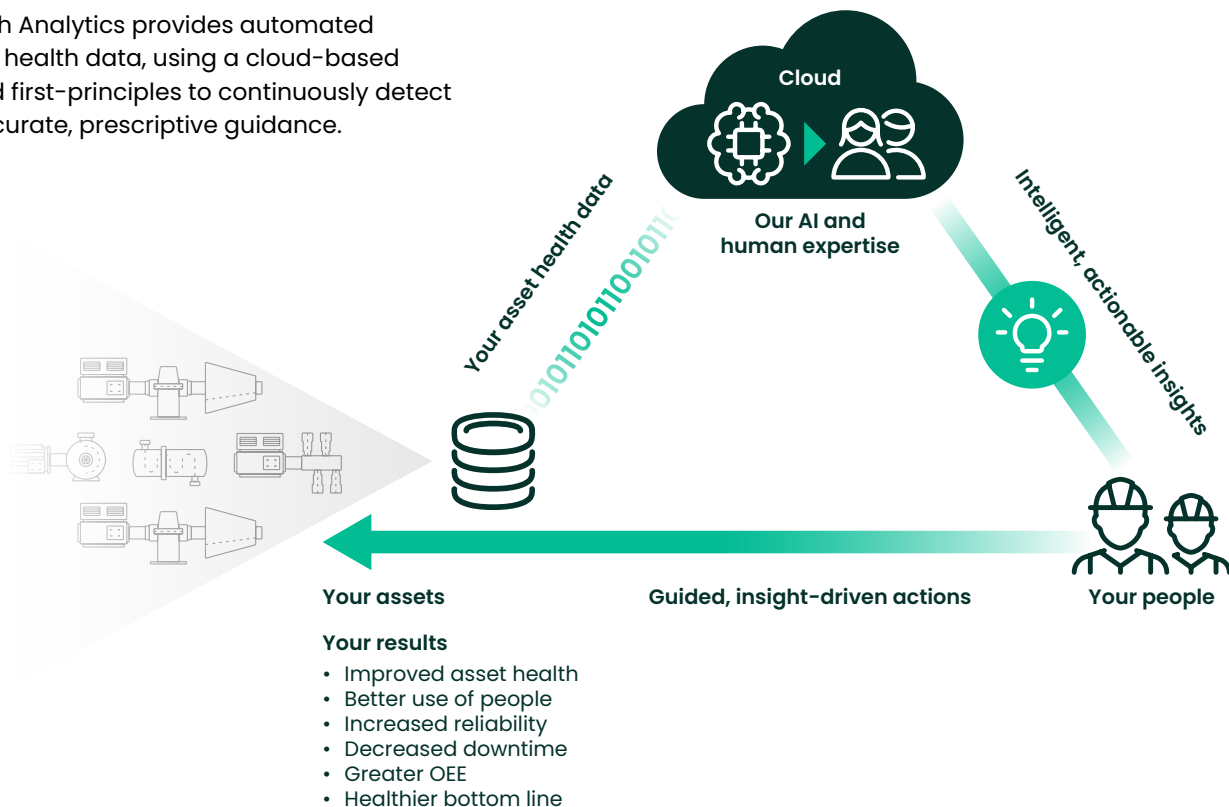 h Analytics provides automated
health data, using a cloud-based
d first-principles to continuously detect
curate, prescriptive guidance.
Cloud
Our AI and
human expertise
Your asset health data
0101101011001011
Intelligent, actionable insights
Your assets
Guided, insight-driven actions
Your people
Your results
• Improved asset health
• Better use of people
• Increased reliability
• Decreased downtime
• Greater OEE
• Healthier bottom line